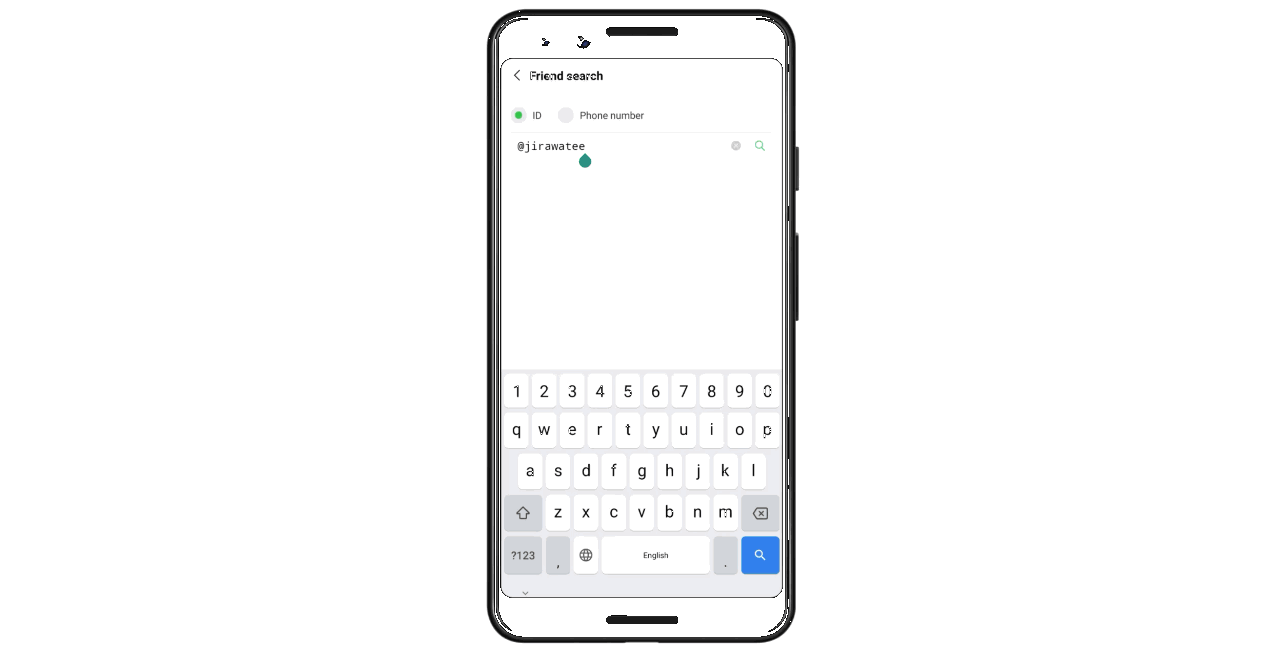 Friend search
ID Phone number
@jirawatee
1 2 3 4 5 6 7 8 9 0
q w e r t y u i o p
a s d f g h j k l
z x c v b n m
?123 , English .